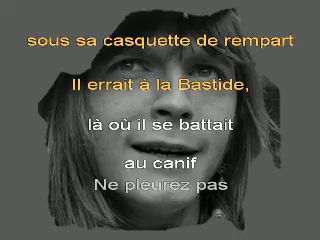 sous sa casquette de rempart
Il errait à la Bastide,
là où il se battait
au canif
Ne pleurez pas